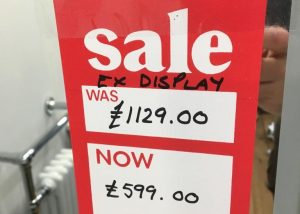 sale
EX DISPLAY
WAS
£1129.00
NOW
£599.00